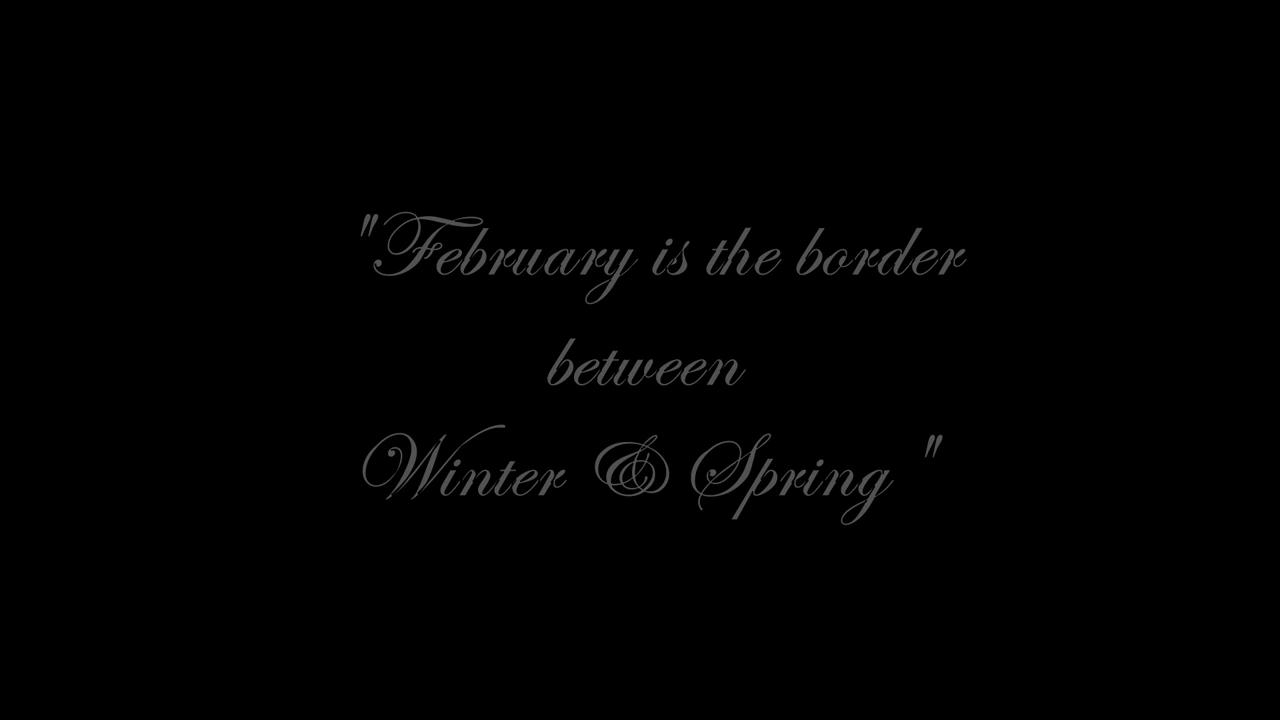 "February is the border
between
Winter & Spring "